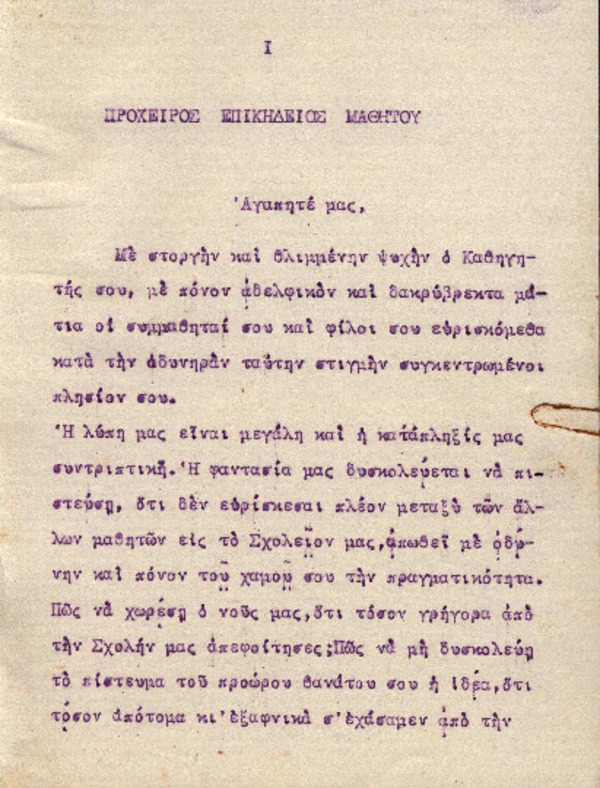 Ι
ΠΡΟΧΕΙΡΟΣ ΕΠΙΚΗΔΕΙΟΣ ΜΑΘΗΤΟΥ
Ἀγαπητέ μας,
Μὲ στοργὴν καὶ θλιμμένην ψυχὴν ὁ Καθηγη-
τής σου, μὲ πόνον ἀδελφικὸν καὶ δακρύβρεκτα μά-
τια οἱ συμμαθηταί σου καὶ φίλοι σου εὑρισκόμεθα
κατὰ τὴν ὀδυνηρὰν ταύτην στιγμὴν συγκεντρωμένοι
πλησίον σου.
Ἡ λύπη μας εἶναι μεγάλη καὶ ἡ κατάπληξίς μας
συντριπτική. Ἡ φαντασία μας δυσκολεύεται νὰ πι-
στεύσῃ, ὅτι δὲν εὑρίσκεσαι πλέον μεταξὺ τῶν ἄλ-
λων μαθητῶν εἰς τὸ Σχολεῖον μας, ἀπωθεῖ μὲ ὀδύ-
νην καὶ πόνον τοῦ χαμοῦ σου τὴν πραγματικότητα.
Πῶς νὰ χωρέσῃ ὁ νοῦς μας, ὅτι τόσον γρήγορα ἀπὸ
τὴν Σχολήν μας ἀπεφοίτησες; Πῶς νὰ μὴ δυσκολεύῃ
τὸ πίστευμα τοῦ προώρου θανάτου σου ἡ ἰδέα, ὅτι
τόσον ἀπότομα κι' ἐξαφνικὰ σ' ἐχάσαμεν ἀπὸ τὴν